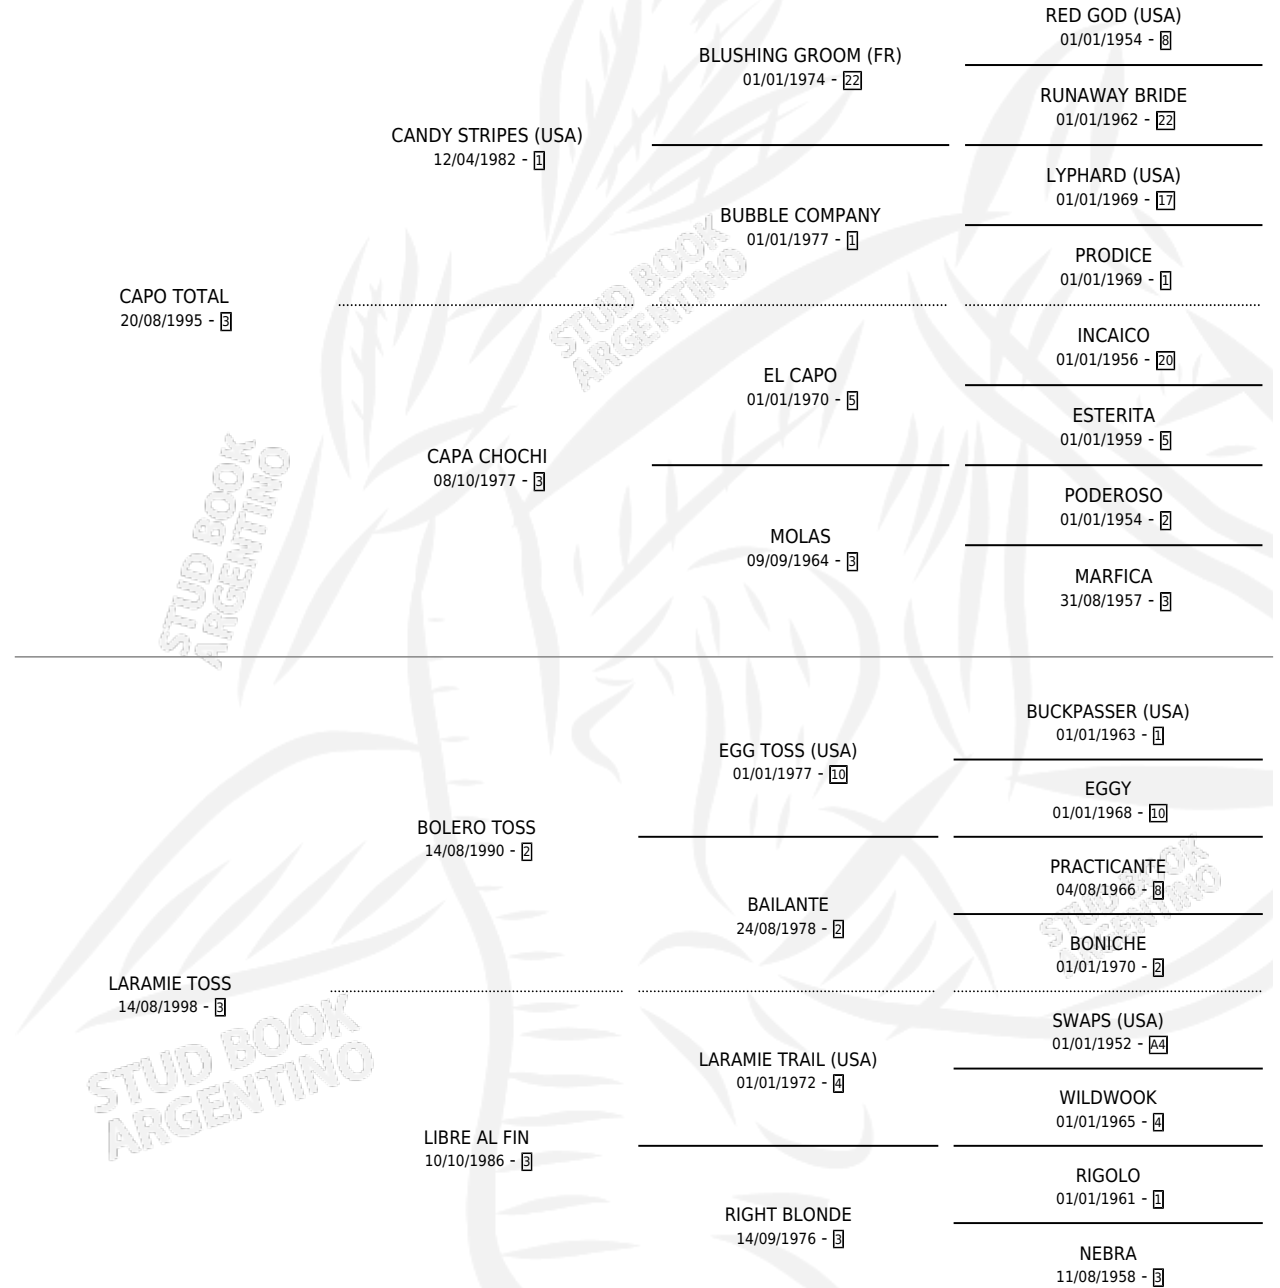 RED GOD (USA)
01/01/1954 - 8
BLUSHING GROOM (FR)
01/01/1974 - 22
RUNAWAY BRIDE
01/01/1962 - 22
CANDY STRIPES (USA)
12/04/1982 - 1
LYPHARD (USA)
01/01/1969 - 17
BUBBLE COMPANY
01/01/1977 - 1
PRODICE
01/01/1969 - 1
CAPO TOTAL
20/08/1995 - 3
STUD BOOK
ARGENTINO
INCAICO
01/01/1956 - 20
EL CAPO
01/01/1970 - 5
ESTERITA
01/01/1959 - 5
CAPA CHOCHI
08/10/1977 - 3
PODEROSO
01/01/1954 - 2
MOLAS
09/09/1964 - 3
MARFICA
31/08/1957 - 3
STUD BOOK
ARGENTINO
BUCKPASSER (USA)
01/01/1963 - 1
EGG TOSS (USA)
01/01/1977 - 10
EGGY
01/01/1968 - 10
BOLERO TOSS
14/08/1990 - 2
PRACTICANTE
04/08/1966 - 8
BAILANTE
24/08/1978 - 2
BONICHE
01/01/1970 - 2
STUD BOOK
ARGENTINO
LARAMIE TOSS
14/08/1998 - 3
SWAPS (USA)
01/01/1952 - A4
LARAMIE TRAIL (USA)
01/01/1972 - 4
WILDWOOK
01/01/1965 - 4
STUD BOOK
ARGENTINO
LIBRE AL FIN
10/10/1986 - 3
RIGOLO
01/01/1961 - 1
RIGHT BLONDE
14/09/1976 - 3
NEBRA
11/08/1958 - 3